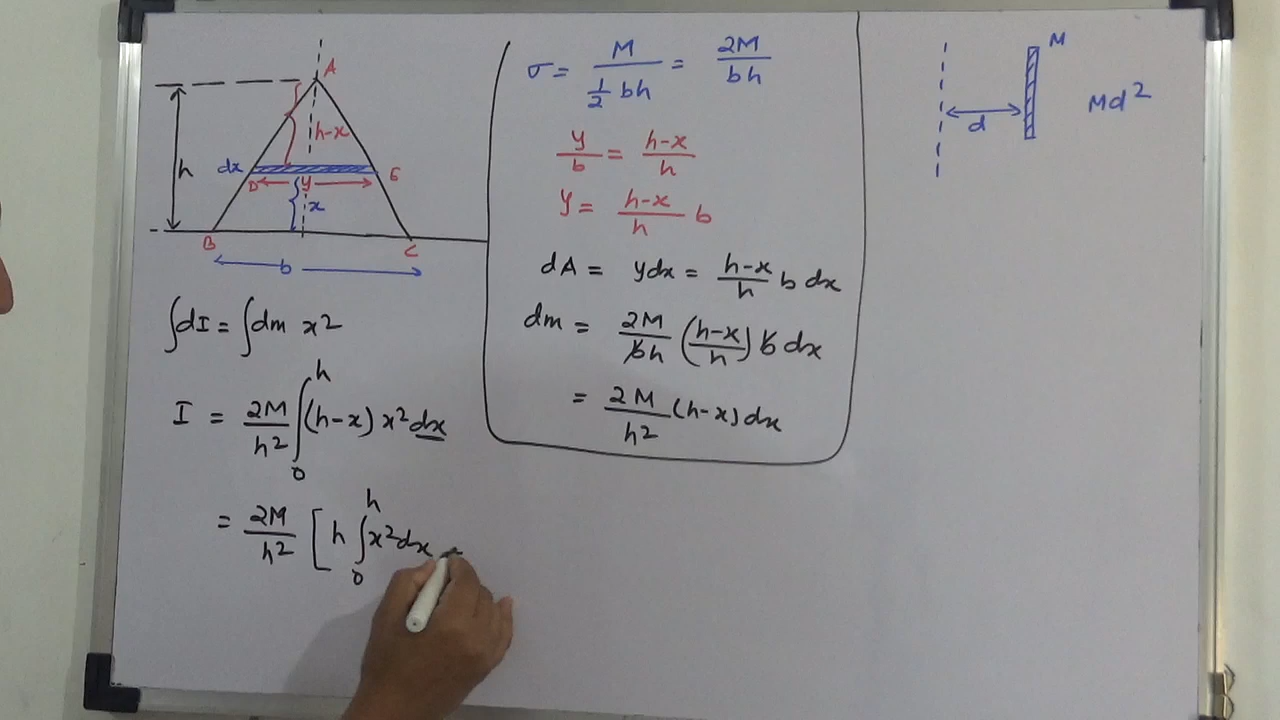 A
h
h-x
dx
D
y
E
x
B
C
b
∫dI = ∫dm x²
I = 2M/h² ∫₀ʰ (h-x) x² dx
= 2M/h² [ h ∫₀ʰ x² dx
σ = M/(½ bh) = 2M/bh
y/b = (h-x)/h
y = (h-x)/h b
dA = ydx = (h-x)/h b dx
dm = 2M/bh ((h-x)/h) b dx
= 2M/h² (h-x) dx
M
d
Md²